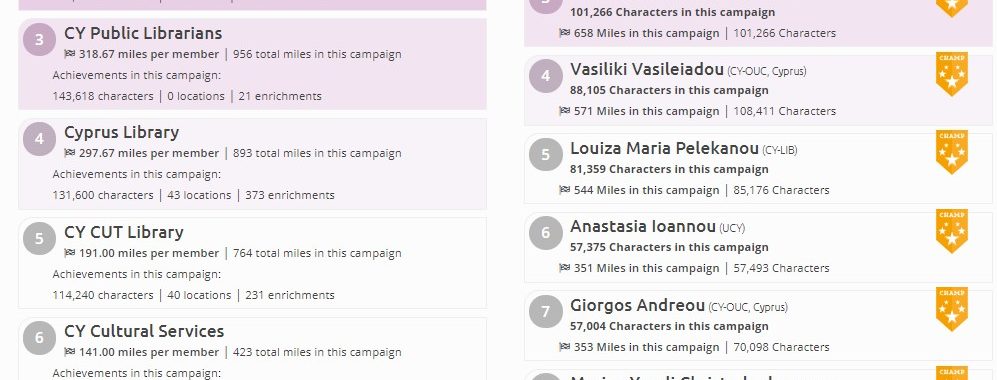 3
CY Public Librarians
318.67 miles per member | 956 total miles in this campaign
Achievements in this campaign:
143,618 characters | 0 locations | 21 enrichments
4
Cyprus Library
297.67 miles per member | 893 total miles in this campaign
Achievements in this campaign:
131,600 characters | 43 locations | 373 enrichments
5
CY CUT Library
191.00 miles per member | 764 total miles in this campaign
Achievements in this campaign:
114,240 characters | 40 locations | 231 enrichments
6
CY Cultural Services
141.00 miles per member | 423 total miles in this campaign
Achievements in this campaign:
101,266 Characters in this campaign
658 Miles in this campaign | 101,266 Characters
4
Vasiliki Vasileiadou (CY-OUC, Cyprus)
CHAMP
88,105 Characters in this campaign
571 Miles in this campaign | 108,411 Characters
5
Louiza Maria Pelekanou (CY-LIB)
CHAMP
81,359 Characters in this campaign
544 Miles in this campaign | 85,176 Characters
6
Anastasia Ioannou (UCY)
CHAMP
57,375 Characters in this campaign
351 Miles in this campaign | 57,493 Characters
7
Giorgos Andreou (CY-OUC, Cyprus)
CHAMP
57,004 Characters in this campaign
353 Miles in this campaign | 70,098 Characters
CHAMP